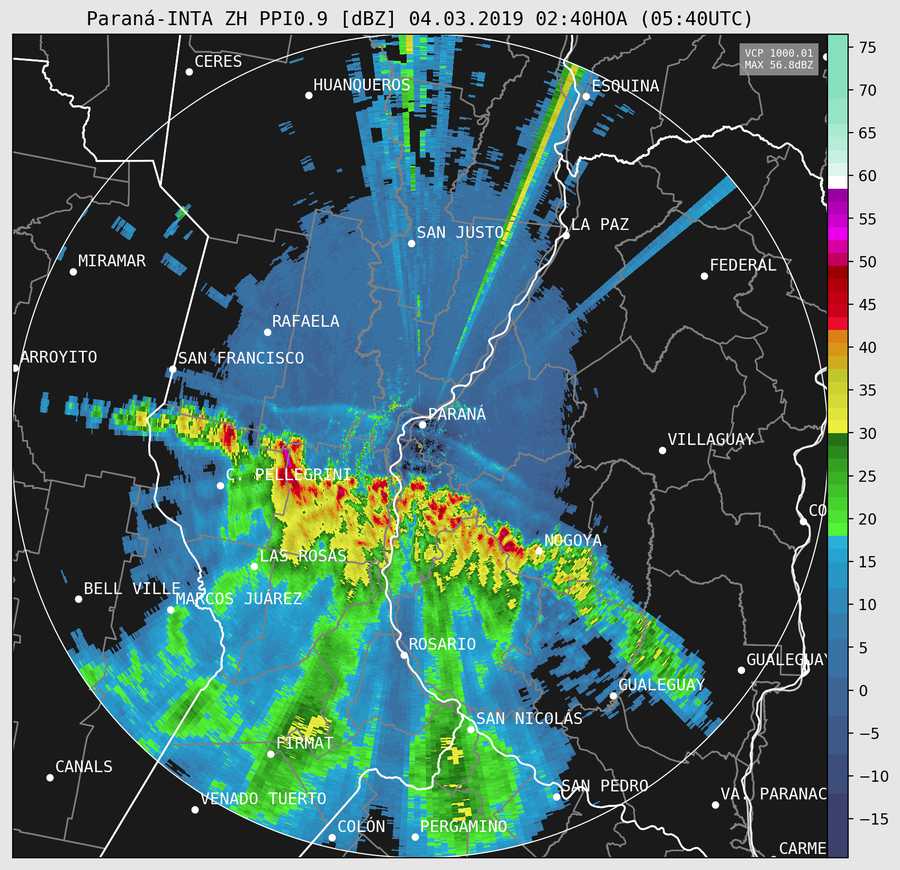 Paraná-INTA ZH PPI0.9 [dBZ] 04.03.2019 02:40HOA (05:40UTC)
VCP 1000.01
MAX 56.8dBZ
CERES
HUANQUEROS
ESQUINA
SAN JUSTO
LA PAZ
MIRAMAR
FEDERAL
RAFAELA
ARROYITO
SAN FRANCISCO
PARANÁ
VILLAGUAY
C. PELLEGRINI
CO
NOGOYA
LAS ROSAS
BELL VILLE
MARCOS JUÁREZ
ROSARIO
GUALEGUAY
GUALEGUAY
SAN NICOLÁS
FIRMAT
CANALS
SAN PEDRO
VENADO TUERTO
VA. PARANAC
COLÓN
PERGAMINO
CARME
75
70
65
60
55
50
45
40
35
30
25
20
15
10
5
0
−5
−10
−15